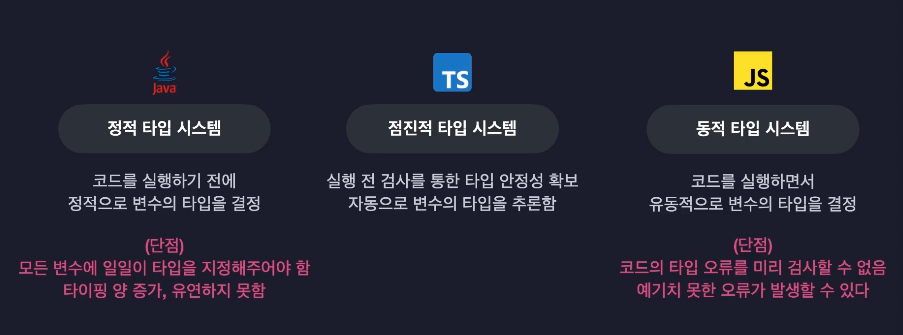 Java
정적 타입 시스템
코드를 실행하기 전에
정적으로 변수의 타입을 결정
(단점)
모든 변수에 일일이 타입을 지정해주어야 함
타이핑 양 증가, 유연하지 못함
TS
점진적 타입 시스템
실행 전 검사를 통한 타입 안정성 확보
자동으로 변수의 타입을 추론함
JS
동적 타입 시스템
코드를 실행하면서
유동적으로 변수의 타입을 결정
(단점)
코드의 타입 오류를 미리 검사할 수 없음
예기치 못한 오류가 발생할 수 있다